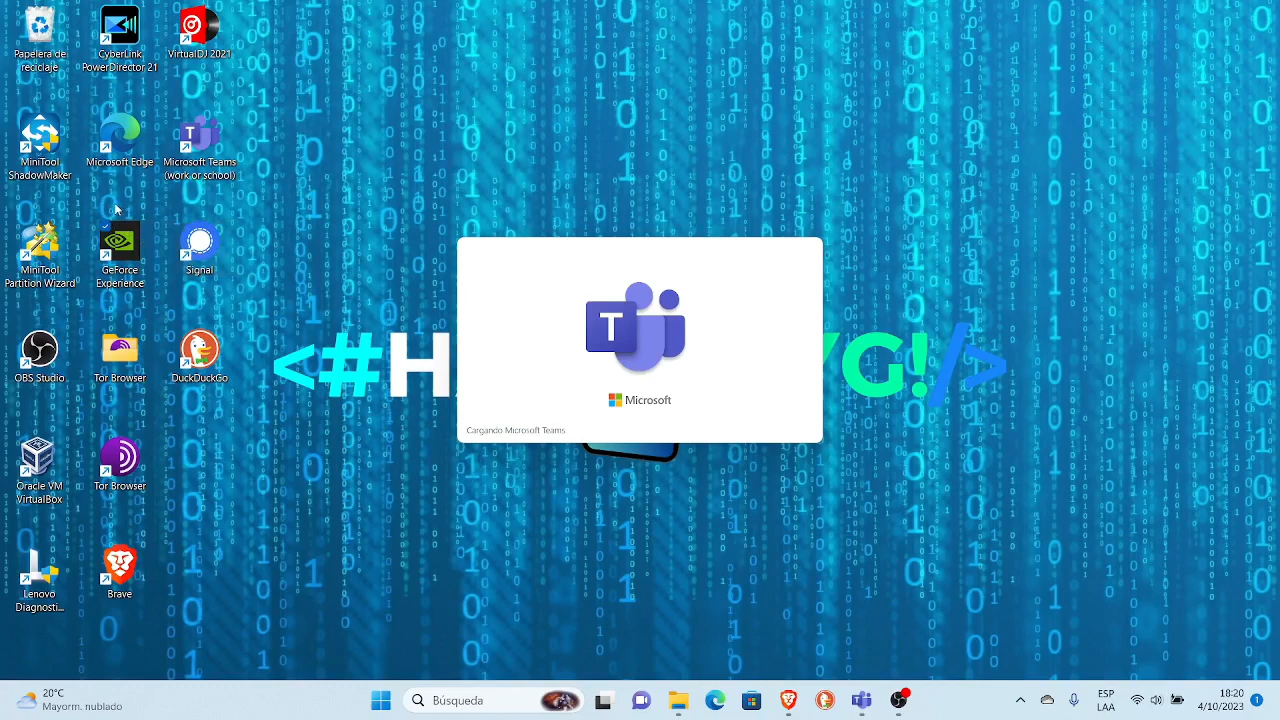 Papelera de
reciclaje
CyberLink
PowerDirector 21
VirtualDJ 2021
MiniTool
ShadowMaker
Microsoft Edge
Microsoft Teams
(work or school)
MiniTool
Partition Wizard
GeForce
Experience
Signal
OBS Studio
Tor Browser
DuckDuckGo
Oracle VM
VirtualBox
Tor Browser
Lenovo
Diagnosti...
Brave
<#H
G!/>
T
Microsoft
Cargando Microsoft Teams
20°C
Mayorm. nublado
Búsqueda
ESP
LAA
18:20
4/10/2023
1